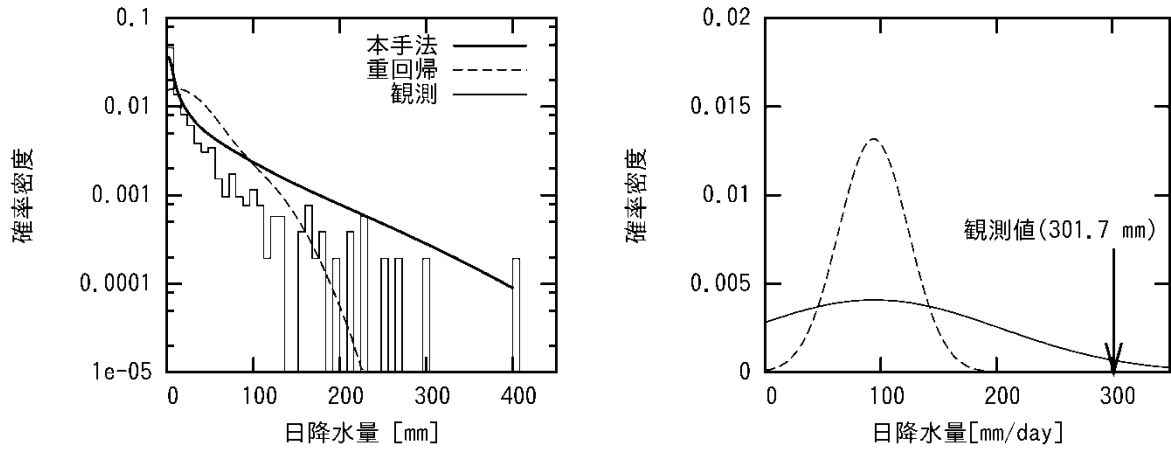 0.1
0.01
0.001
0.0001
1e-05
確率密度
本手法
重回帰
観測
0 100 200 300 400
日降水量 [mm]
0.02
0.015
0.01
0.005
0
確率密度
観測値(301.7 mm)
0 100 200 300
日降水量[mm/day]